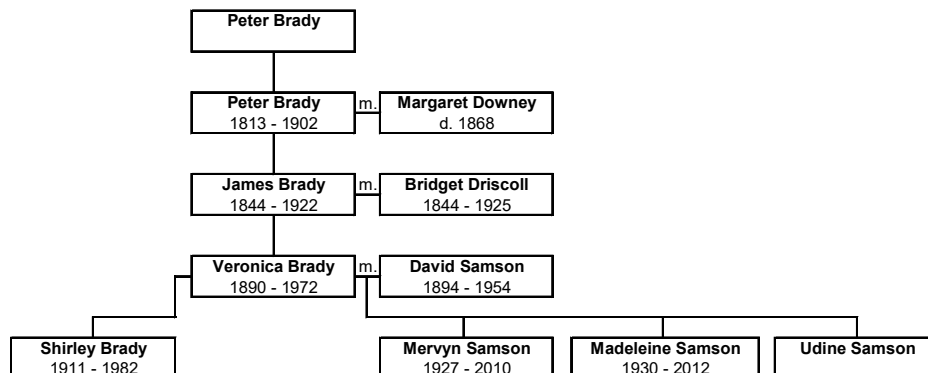 Peter Brady
Peter Brady m. Margaret Downey
1813 - 1902 d. 1868
James Brady m. Bridget Driscoll
1844 - 1922 1844 - 1925
Veronica Brady m. David Samson
1890 - 1972 1894 - 1954
Shirley Brady Mervyn Samson Madeleine Samson Udine Samson
1911 - 1982 1927 - 2010 1930 - 2012